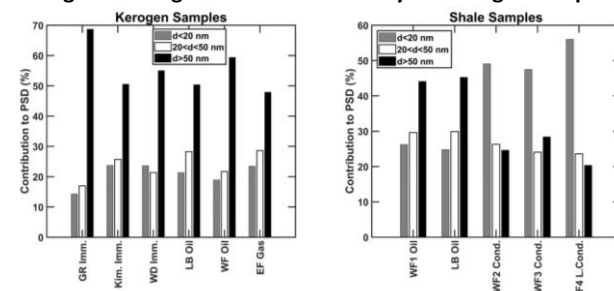 Kerogen Samples
Contribution to PSD (%)
70
60
50
40
30
20
10
0
d<20 nm
20<d<50 nm
d>50 nm
GR Imm.
Kim. Imm.
WD Imm.
LB Oil
WF Oil
EF Gas
Shale Samples
Contribution to PSD (%)
60
50
40
30
20
10
0
d<20 nm
20<d<50 nm
d>50 nm
WF1 Oil
LB Oil
WF2 Cond.
WF3 Cond.
F4 L.Cond.